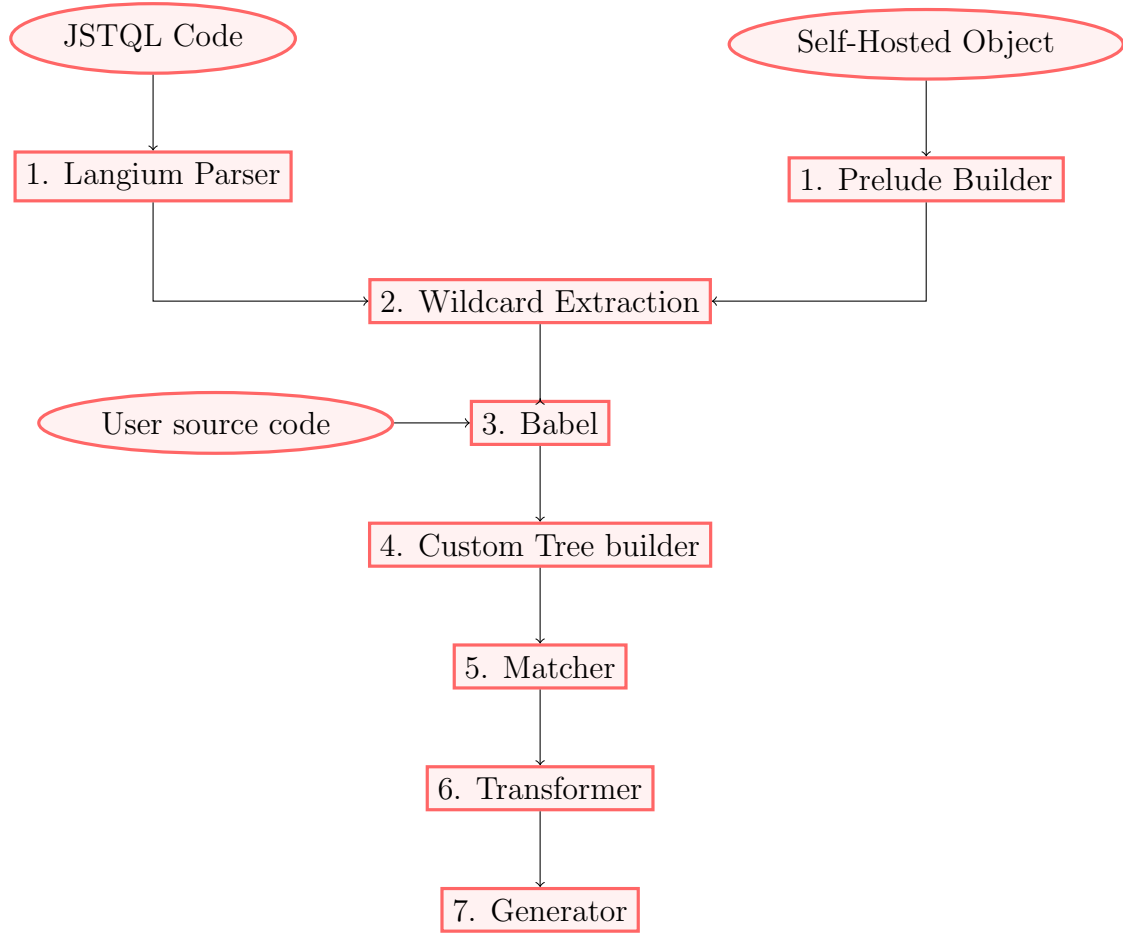 JSTQL Code
Self-Hosted Object
1. Langium Parser
1. Prelude Builder
2. Wildcard Extraction
User source code
3. Babel
4. Custom Tree builder
5. Matcher
6. Transformer
7. Generator